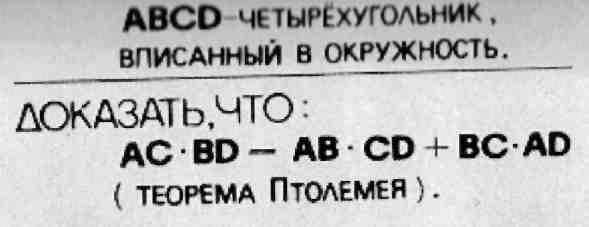 ABCD-ЧЕТЫРЁХУГОЛЬНИК,
ВПИСАННЫЙ В ОКРУЖНОСТЬ.
ДОКАЗАТЬ, ЧТО:
AC·BD — AB·CD + BC·AD
( ТЕОРЕМА ПТОЛЕМЕЯ ).